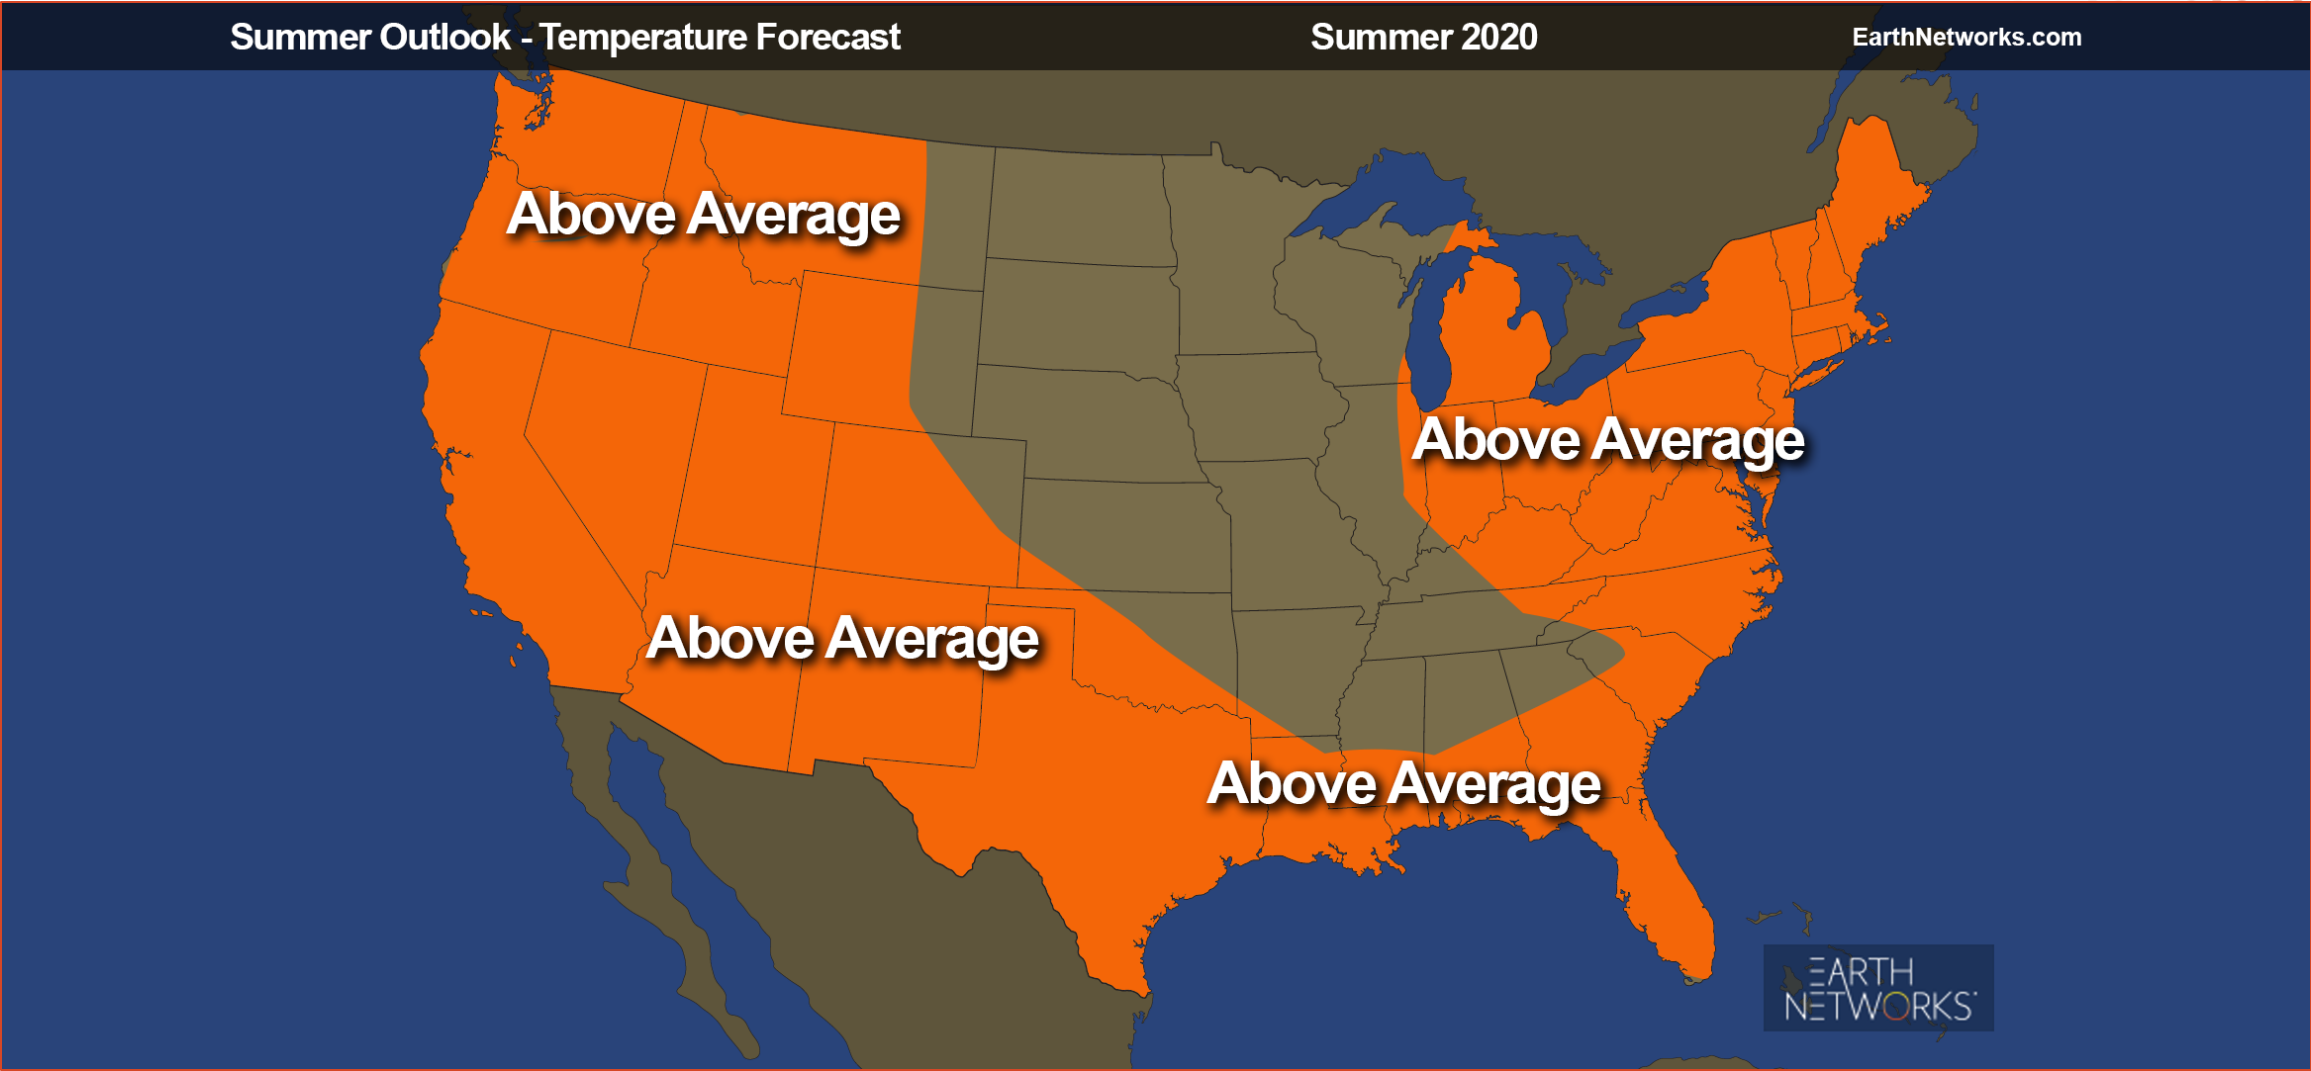 Summer Outlook - Temperature Forecast
Summer 2020
EarthNetworks.com
Above Average
Above Average
Above Average
Above Average
EARTH
NETWORKS